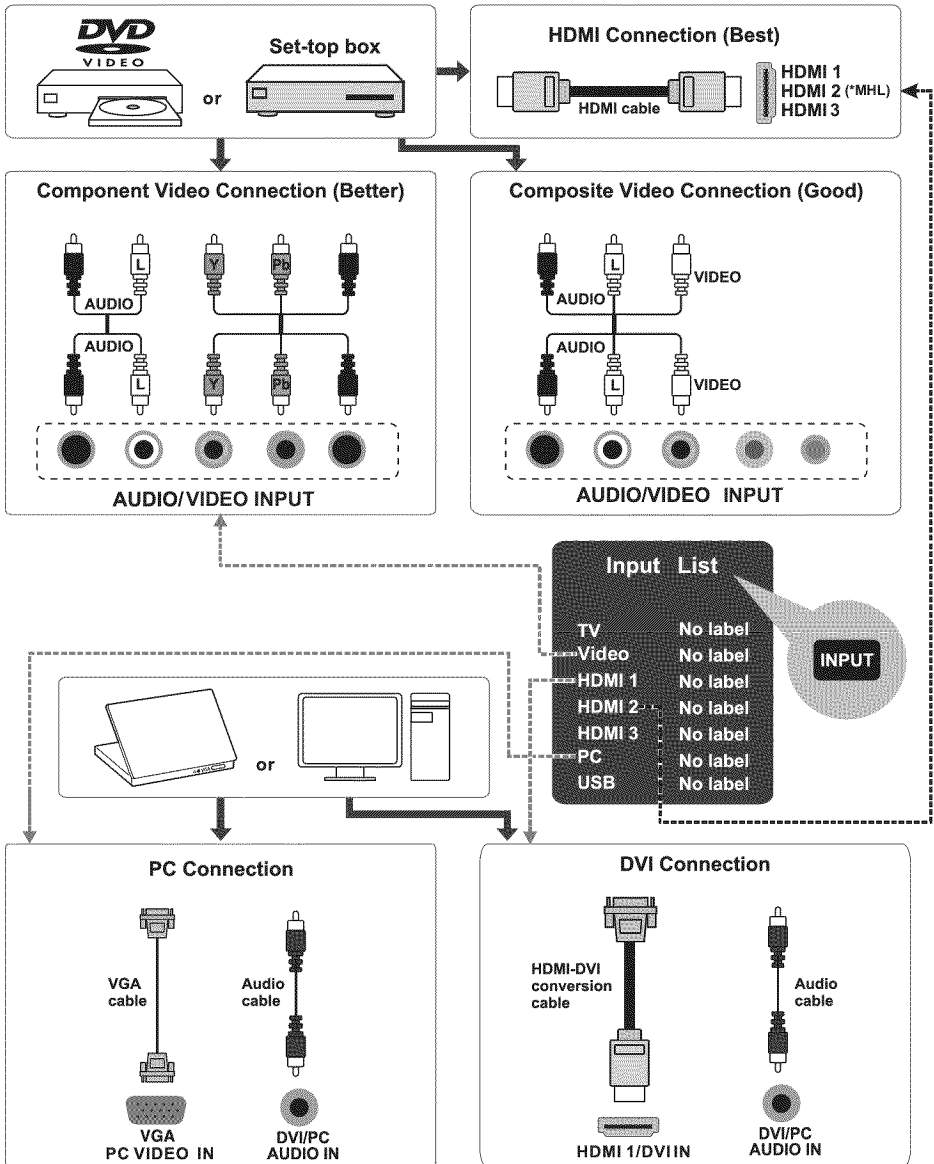 DVD
VIDEO
or
Set-top box
HDMI Connection (Best)
HDMI cable
HDMI 1
HDMI 2 (*MHL)
HDMI 3
Component Video Connection (Better)
L
Y
Pb
AUDIO
AUDIO
L
Y
Pb
AUDIO/VIDEO INPUT
Composite Video Connection (Good)
L
VIDEO
AUDIO
AUDIO
L
VIDEO
AUDIO/VIDEO INPUT
Input List
TV No label
Video No label
HDMI 1 No label
HDMI 2 No label
HDMI 3 No label
PC No label
USB No label
INPUT
or
PC Connection
VGA
cable
Audio
cable
VGA
PC VIDEO IN
DVI/PC
AUDIO IN
DVI Connection
HDMI-DVI
conversion
cable
Audio
cable
HDMI 1/DVI IN
DVI/PC
AUDIO IN